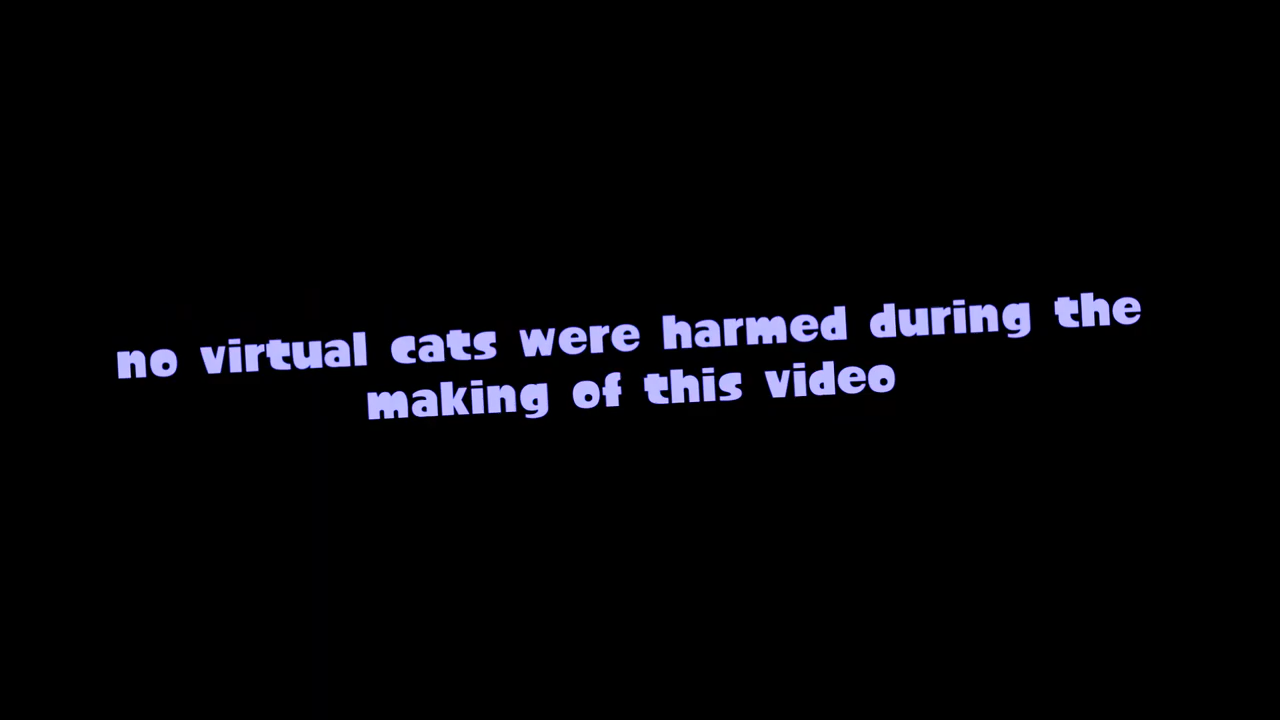 no virtual cats were harmed during the
making of this video